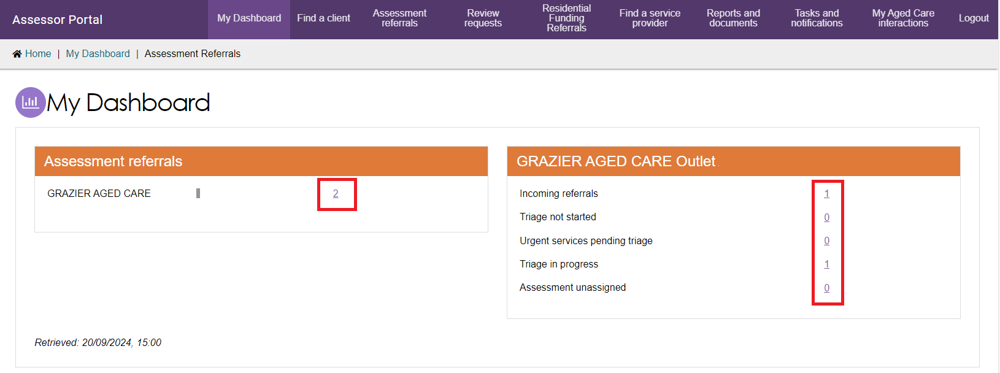 Assessor Portal
My Dashboard
Find a client
Assessment
referrals
Review
requests
Residential
Funding
Referrals
Find a service
provider
Reports and
documents
Tasks and
notifications
My Aged Care
interactions
Logout
Home | My Dashboard | Assessment Referrals
My Dashboard
Assessment referrals
GRAZIER AGED CARE 2
GRAZIER AGED CARE Outlet
Incoming referrals 1
Triage not started 0
Urgent services pending triage 0
Triage in progress 1
Assessment unassigned 0
Retrieved: 20/09/2024, 15:00